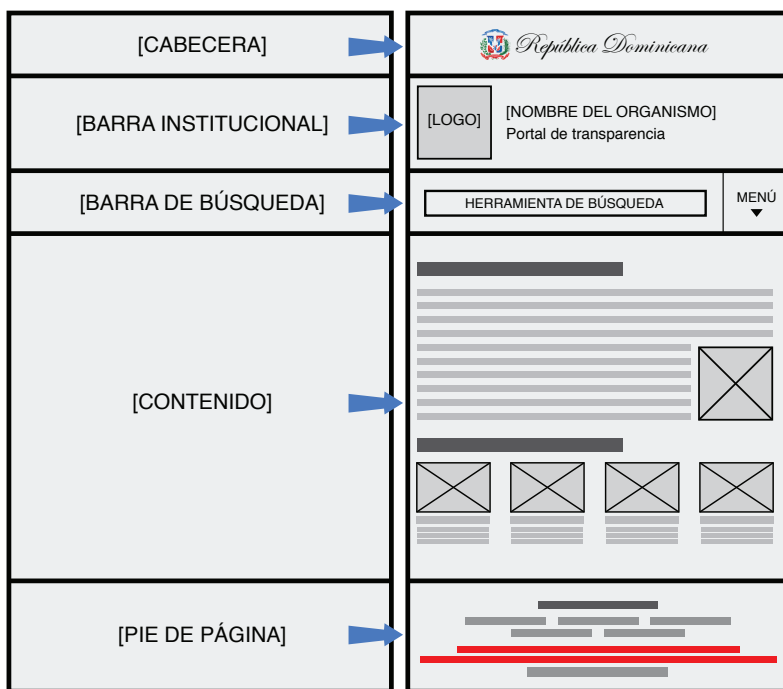 [CABECERA]
República Dominicana
[BARRA INSTITUCIONAL]
[LOGO]
[NOMBRE DEL ORGANISMO]
Portal de transparencia
[BARRA DE BÚSQUEDA]
HERRAMIENTA DE BÚSQUEDA
MENÚ
[CONTENIDO]
[PIE DE PÁGINA]